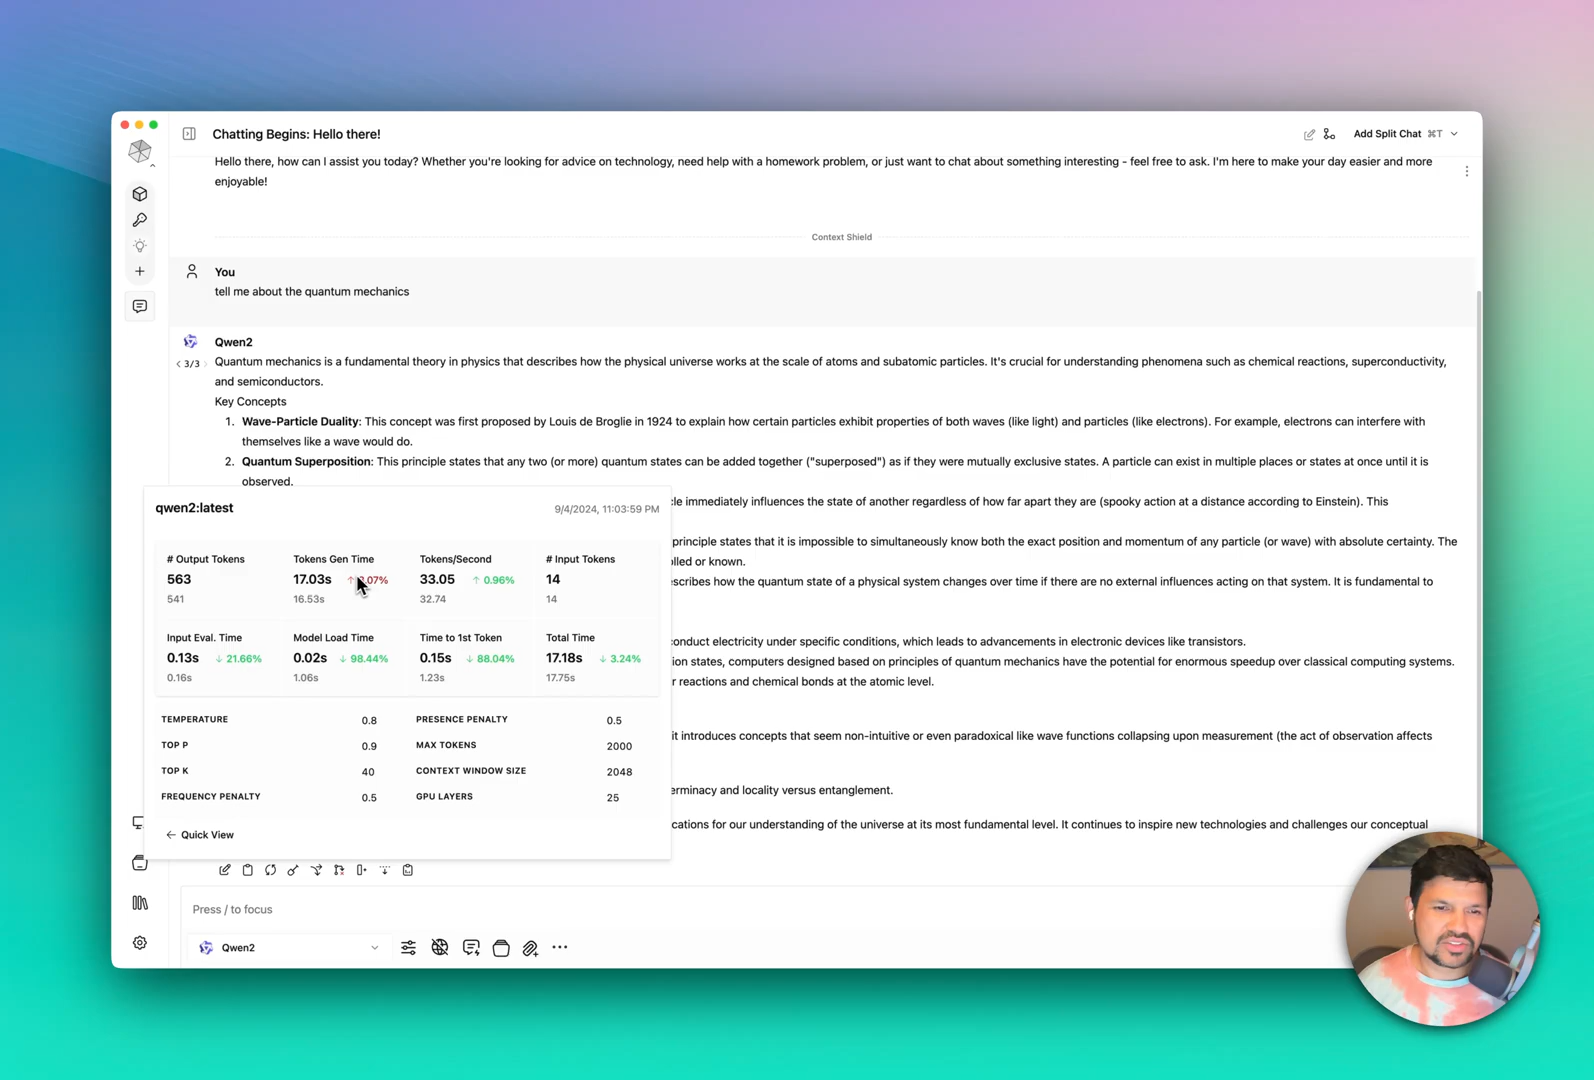 Chatting Begins: Hello there!
Add Split Chat ⌘T
Hello there, how can I assist you today? Whether you're looking for advice on technology, need help with a homework problem, or just want to chat about something interesting - feel free to ask. I'm here to make your day easier and more
enjoyable!
Context Shield
You
tell me about the quantum mechanics
Qwen2
3/3
Quantum mechanics is a fundamental theory in physics that describes how the physical universe works at the scale of atoms and subatomic particles. It's crucial for understanding phenomena such as chemical reactions, superconductivity,
and semiconductors.
Key Concepts
1. Wave-Particle Duality: This concept was first proposed by Louis de Broglie in 1924 to explain how certain particles exhibit properties of both waves (like light) and particles (like electrons). For example, electrons can interfere with
themselves like a wave would do.
2. Quantum Superposition: This principle states that any two (or more) quantum states can be added together ("superposed") as if they were mutually exclusive states. A particle can exist in multiple places or states at once until it is
observed.
immediately influences the state of another regardless of how far apart they are (spooky action at a distance according to Einstein). This
principle states that it is impossible to simultaneously know both the exact position and momentum of any particle (or wave) with absolute certainty. The
or known.
how the quantum state of a physical system changes over time if there are no external influences acting on that system. It is fundamental to
electricity under specific conditions, which leads to advancements in electronic devices like transistors.
states, computers designed based on principles of quantum mechanics have the potential for enormous speedup over classical computing systems.
reactions and chemical bonds at the atomic level.
it introduces concepts that seem non-intuitive or even paradoxical like wave functions collapsing upon measurement (the act of observation affects
and locality versus entanglement.
for our understanding of the universe at its most fundamental level. It continues to inspire new technologies and challenges our conceptual
qwen2:latest
9/4/2024, 11:03:59 PM
# Output Tokens
563
541
Tokens Gen Time
17.03s
16.53s
Tokens/Second
33.05 ↑ 0.96%
32.74
# Input Tokens
14
14
Input Eval. Time
0.13s ↓ 21.66%
0.16s
Model Load Time
0.02s ↓ 98.44%
1.06s
Time to 1st Token
0.15s ↓ 88.04%
1.23s
Total Time
17.18s ↓ 3.24%
17.75s
TEMPERATURE 0.8
PRESENCE PENALTY 0.5
TOP P 0.9
MAX TOKENS 2000
TOP K 40
CONTEXT WINDOW SIZE 2048
FREQUENCY PENALTY 0.5
GPU LAYERS 25
← Quick View
Press / to focus
Qwen2